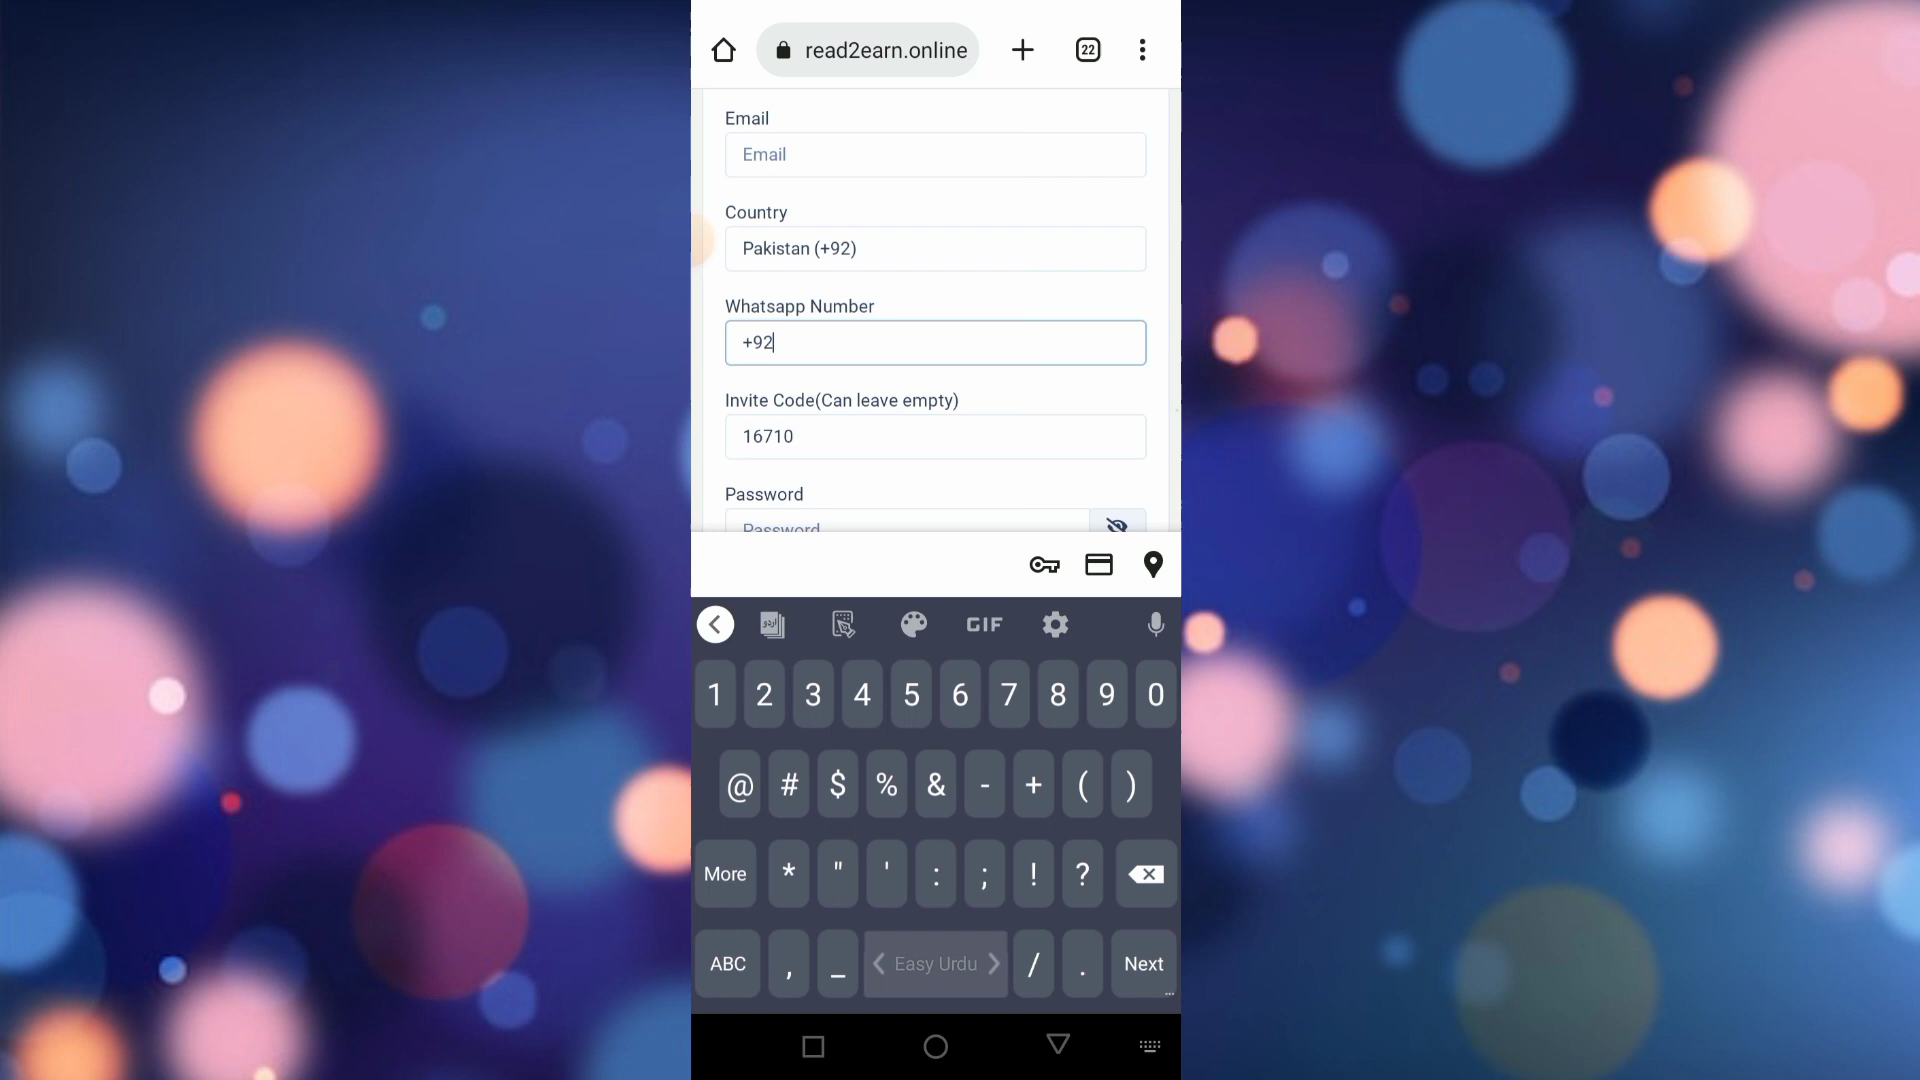 read2earn.online
22
Email
Email
Country
Pakistan (+92)
Whatsapp Number
+92
Invite Code(Can leave empty)
16710
Password
Password
اردو
GIF
1 2 3 4 5 6 7 8 9 0
@ # $ % & - + ( )
More * " ' : ; ! ?
ABC , _ Easy Urdu / . Next